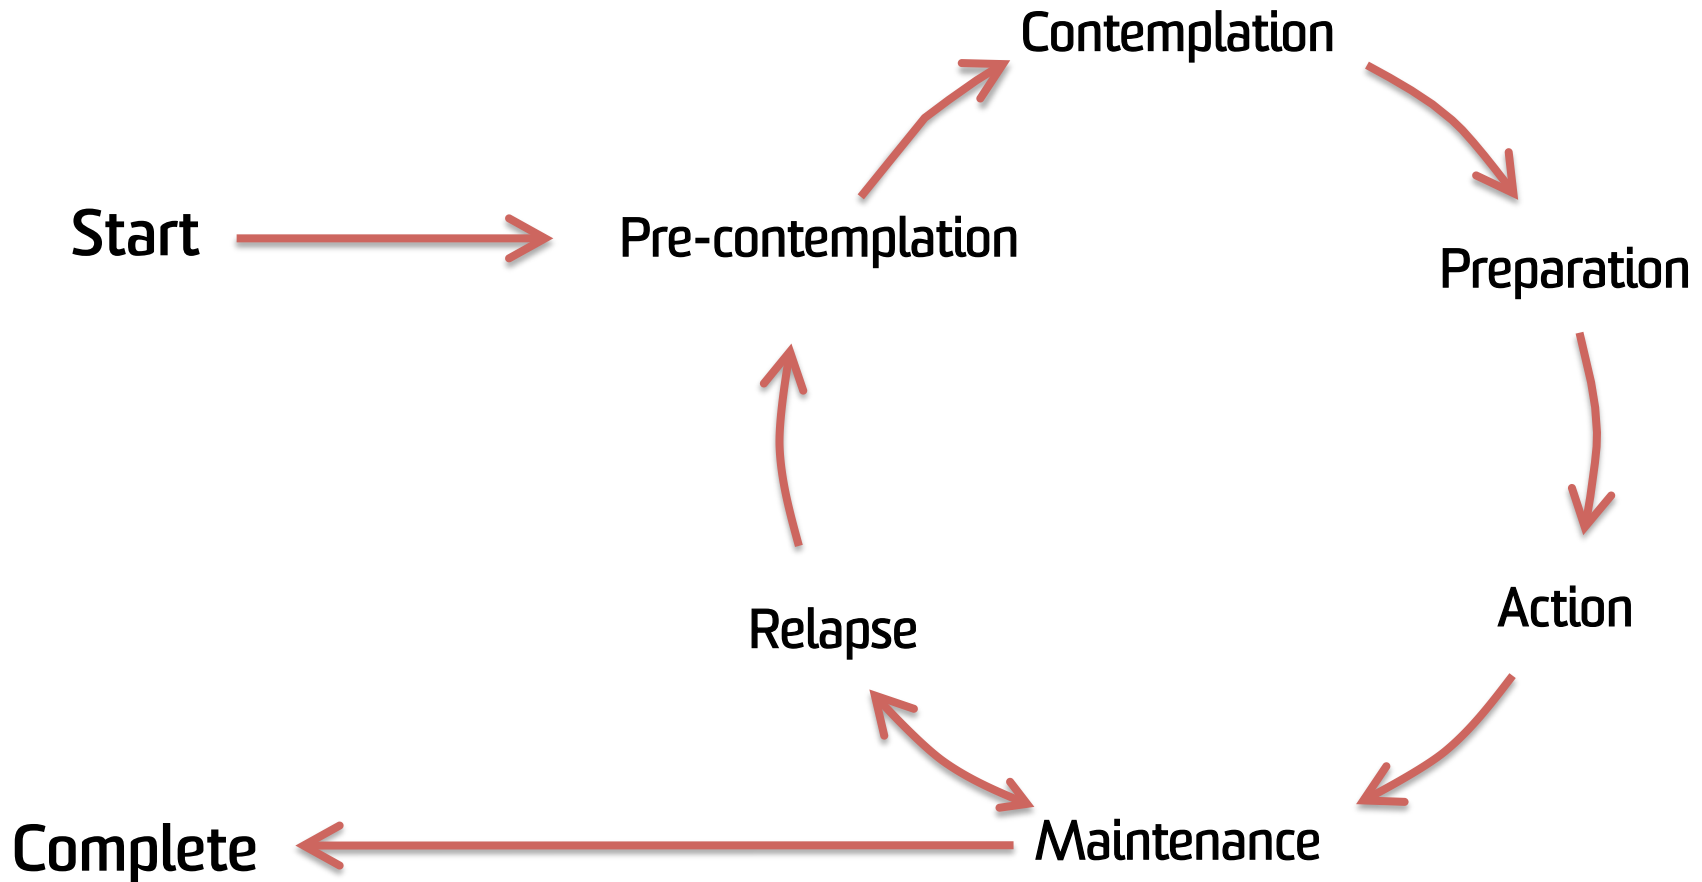 Contemplation
Start
Pre-contemplation
Preparation
Action
Relapse
Maintenance
Complete